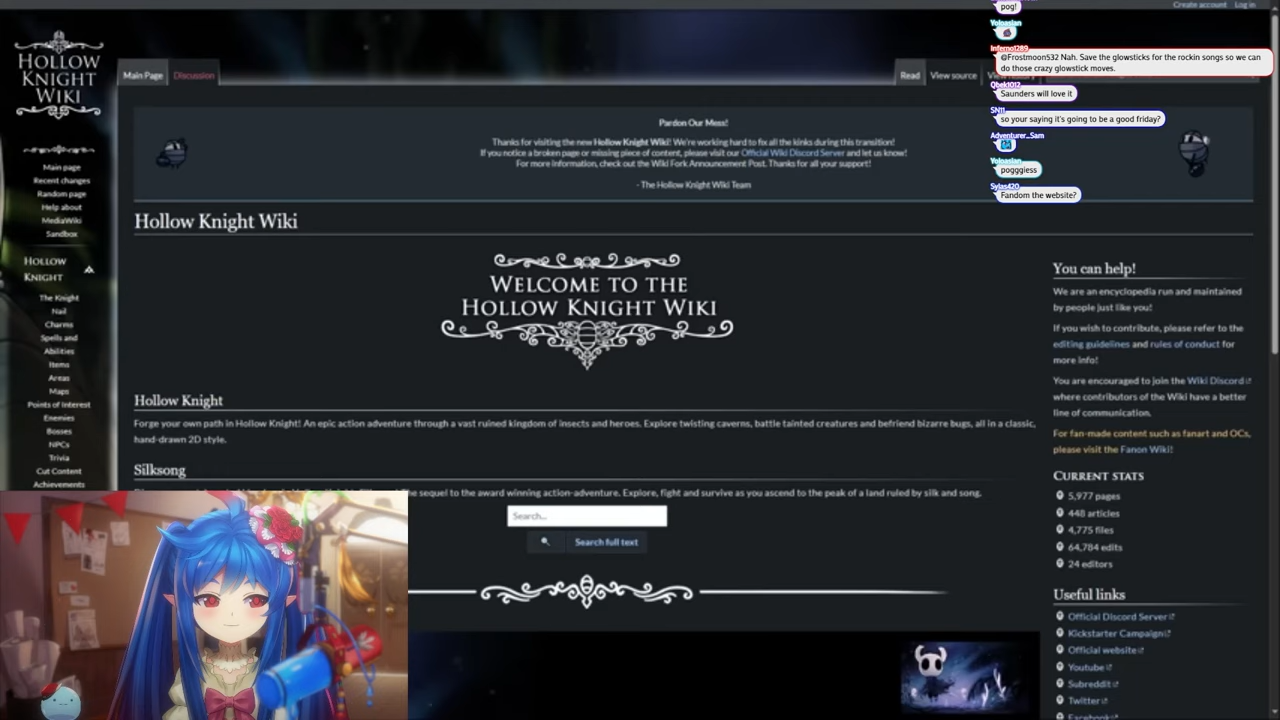 Create account Log in
HOLLOW
KNIGHT
WIKI
Main Page Discussion
Read View source
pog!
Yoloasian
Inferno1289
@Frostmoon532 Nah. Save the glowsticks for the rockin songs so we can
do those crazy glowstick moves.
Saunders will love it
SN11
so your saying it's going to be a good friday?
Adventurer_Sam
Yoloasian
pogggiess
Sylas420
Fandom the website?
Pardon Our Mess!
Thanks for visiting the new Hollow Knight Wiki! We're working hard to fix all the kinks during this transition!
If you notice a broken page or missing piece of content, please visit our Official Wiki Discord Server and let us know!
For more information, check out the Wiki Fork Announcement Post. Thanks for all your support!
- The Hollow Knight Wiki Team
Main page
Recent changes
Random page
Help about
MediaWiki
Sandbox
HOLLOW
KNIGHT
The Knight
Nail
Charms
Spells and
Abilities
Items
Areas
Maps
Points of Interest
Enemies
Bosses
NPCs
Trivia
Cut Content
Achievements
Hollow Knight Wiki
WELCOME TO THE
HOLLOW KNIGHT WIKI
Hollow Knight
Forge your own path in Hollow Knight! An epic action adventure through a vast ruined kingdom of insects and heroes. Explore twisting caverns, battle tainted creatures and befriend bizarre bugs, all in a classic,
hand-drawn 2D style.
Silksong
The sequel to the award winning action-adventure. Explore, fight and survive as you ascend to the peak of a land ruled by silk and song.
Search...
Search full text
You can help!
We are an encyclopedia run and maintained
by people just like you!
If you wish to contribute, please refer to the
editing guidelines and rules of conduct for
more info!
You are encouraged to join the Wiki Discord
where contributors of the Wiki have a better
line of communication.
For fan-made content such as fanart and OCs,
please visit the Fanon Wiki!
CURRENT STATS
5,977 pages
448 articles
4,775 files
64,784 edits
24 editors
Useful links
Official Discord Server
Kickstarter Campaign
Official website
Youtube
Subreddit
Twitter
Facebook